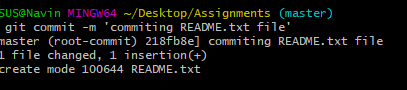 SUS@Navin MINGW64 ~/Desktop/Assignments (master)
git commit -m 'commiting README.txt file'
master (root-commit) 218fb8e] commiting README.txt file
1 file changed, 1 insertion(+)
create mode 100644 README.txt